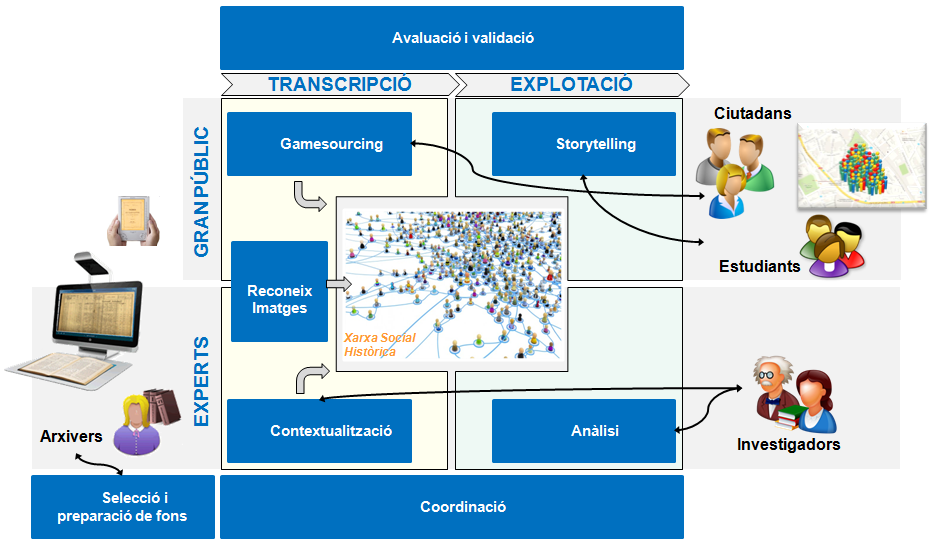 Avaluació i validació
TRANSCRIPCIÓ
EXPLOTACIÓ
GRAN PÚBLIC
Gamesourcing
Storytelling
Ciutadans
Estudiants
Reconeix
Imatges
Xarxa Social
Històrica
EXPERTS
Arxivers
Contextualització
Anàlisi
Investigadors
Selecció i
preparació de fons
Coordinació